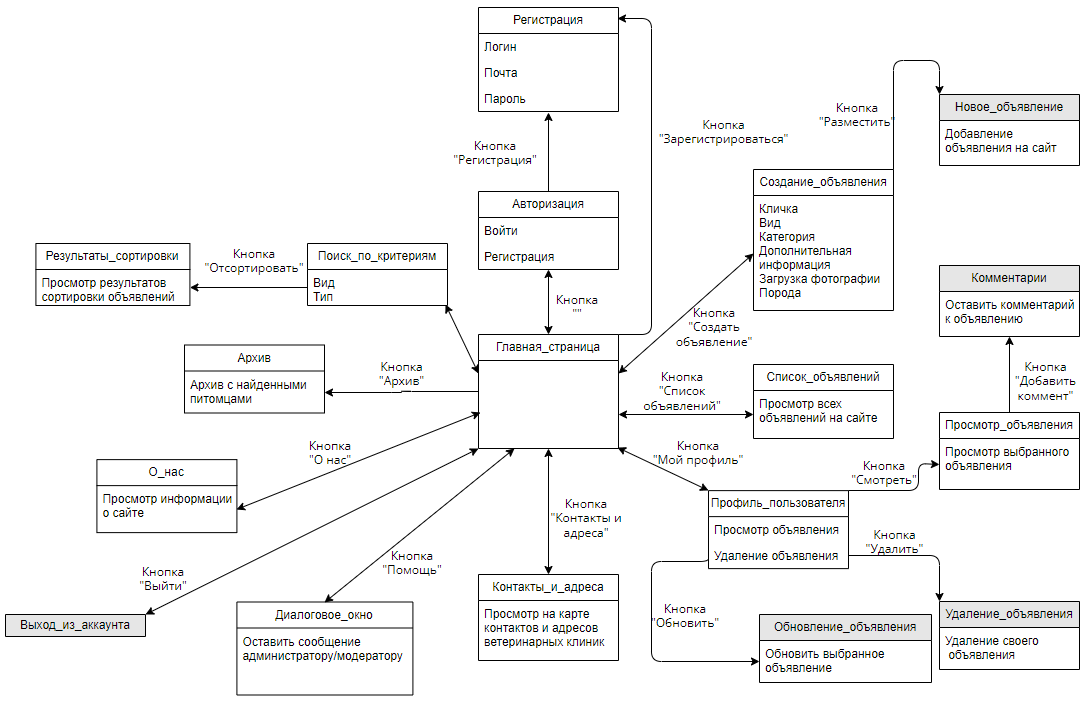 Регистрация
Логин
Почта
Пароль
Кнопка
"Зарегистрироваться"
Кнопка
"Разместить"
Новое_объявление
Добавление
объявления на сайт
Кнопка
"Регистрация"
Авторизация
Войти
Регистрация
Создание_объявления
Кличка
Вид
Категория
Дополнительная
информация
Загрузка фотографии
Порода
Результаты_сортировки
Просмотр результатов
сортировки объявлений
Кнопка
"Отсортировать"
Поиск_по_критериям
Вид
Тип
Кнопка
""
Комментарии
Оставить комментарий
к объявлению
Главная_страница
Кнопка
"Создать
объявление"
Архив
Архив с найденными
питомцами
Кнопка
"Архив"
Кнопка
"Список
объявлений"
Список_объявлений
Просмотр всех
объявлений на сайте
Кнопка
"Добавить
коммент"
Просмотр_объявления
Просмотр выбранного
объявления
О_нас
Просмотр информации
о сайте
Кнопка
"О нас"
Кнопка
"Мой профиль"
Кнопка
"Смотреть"
Профиль_пользователя
Просмотр объявления
Удаление объявления
Кнопка
"Контакты и
адреса"
Кнопка
"Удалить"
Кнопка
"Выйти"
Кнопка
"Помощь"
Выход_из_аккаунта
Диалоговое_окно
Оставить сообщение
администратору/модератору
Контакты_и_адреса
Просмотр на карте
контактов и адресов
ветеринарных клиник
Кнопка
"Обновить"
Обновление_объявления
Обновить выбранное
объявление
Удаление_объявления
Удаление своего
объявления